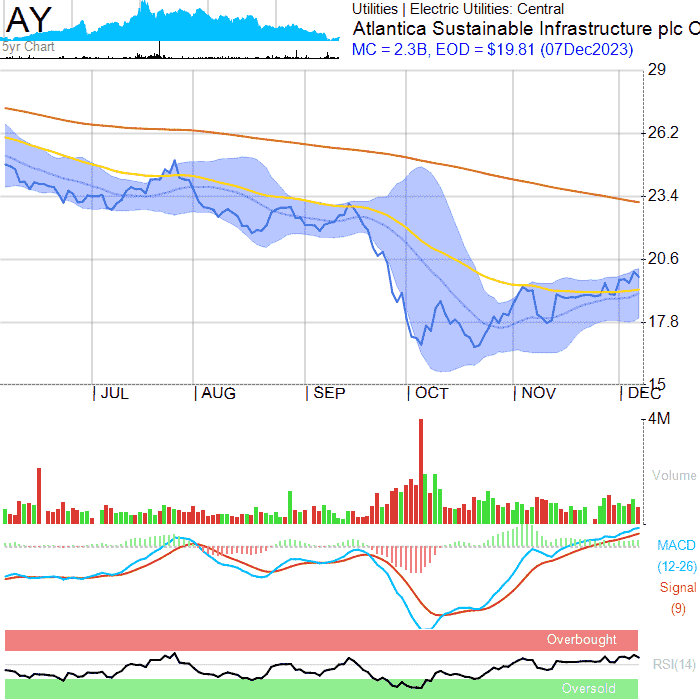 AY
5yr Chart
Utilities | Electric Utilities: Central
Atlantica Sustainable Infrastructure plc O
MC = 2.3B, EOD = $19.81 (07Dec2023)
29
26.2
23.4
20.6
17.8
15
| JUL | AUG | SEP | OCT | NOV | DEC
4M
Volume
MACD
(12-26)
Signal
(9)
Overbought
RSI(14)
Oversold